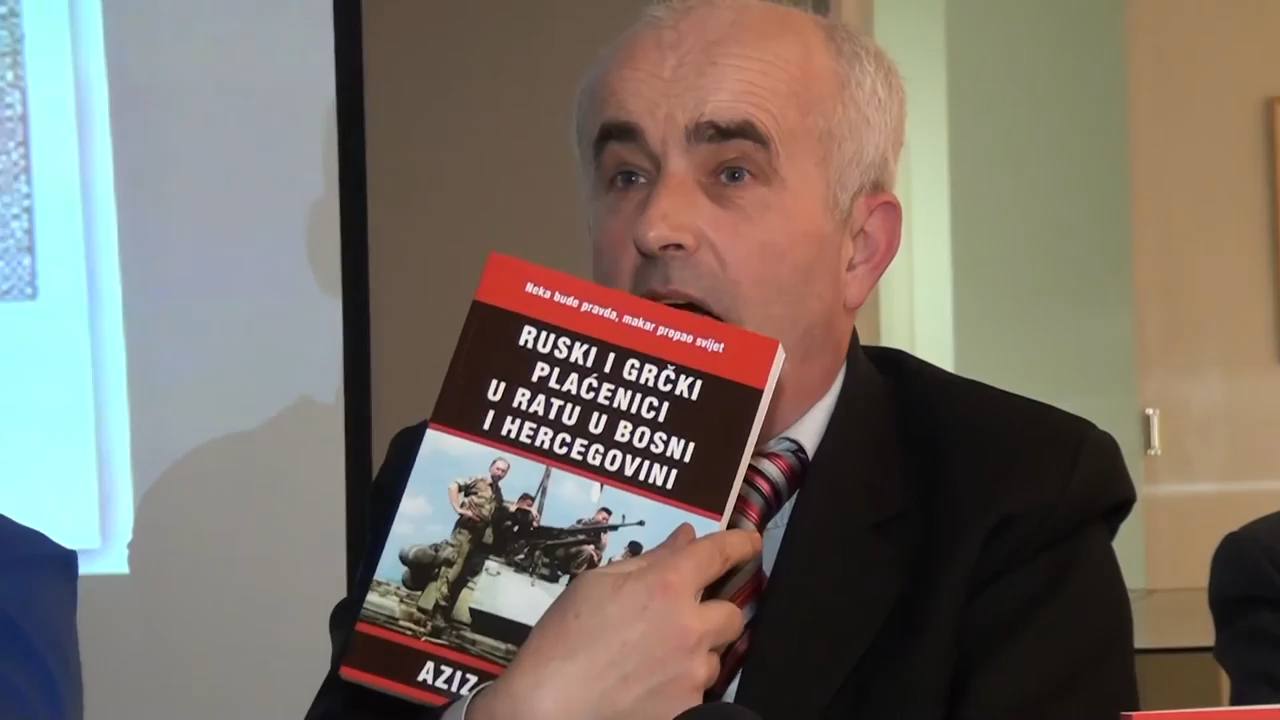 Neka bude pravda, makar propao svijet
RUSKI I GRČKI
PLAĆENICI
U RATU U BOSNI
I HERCEGOVINI
AZIZ